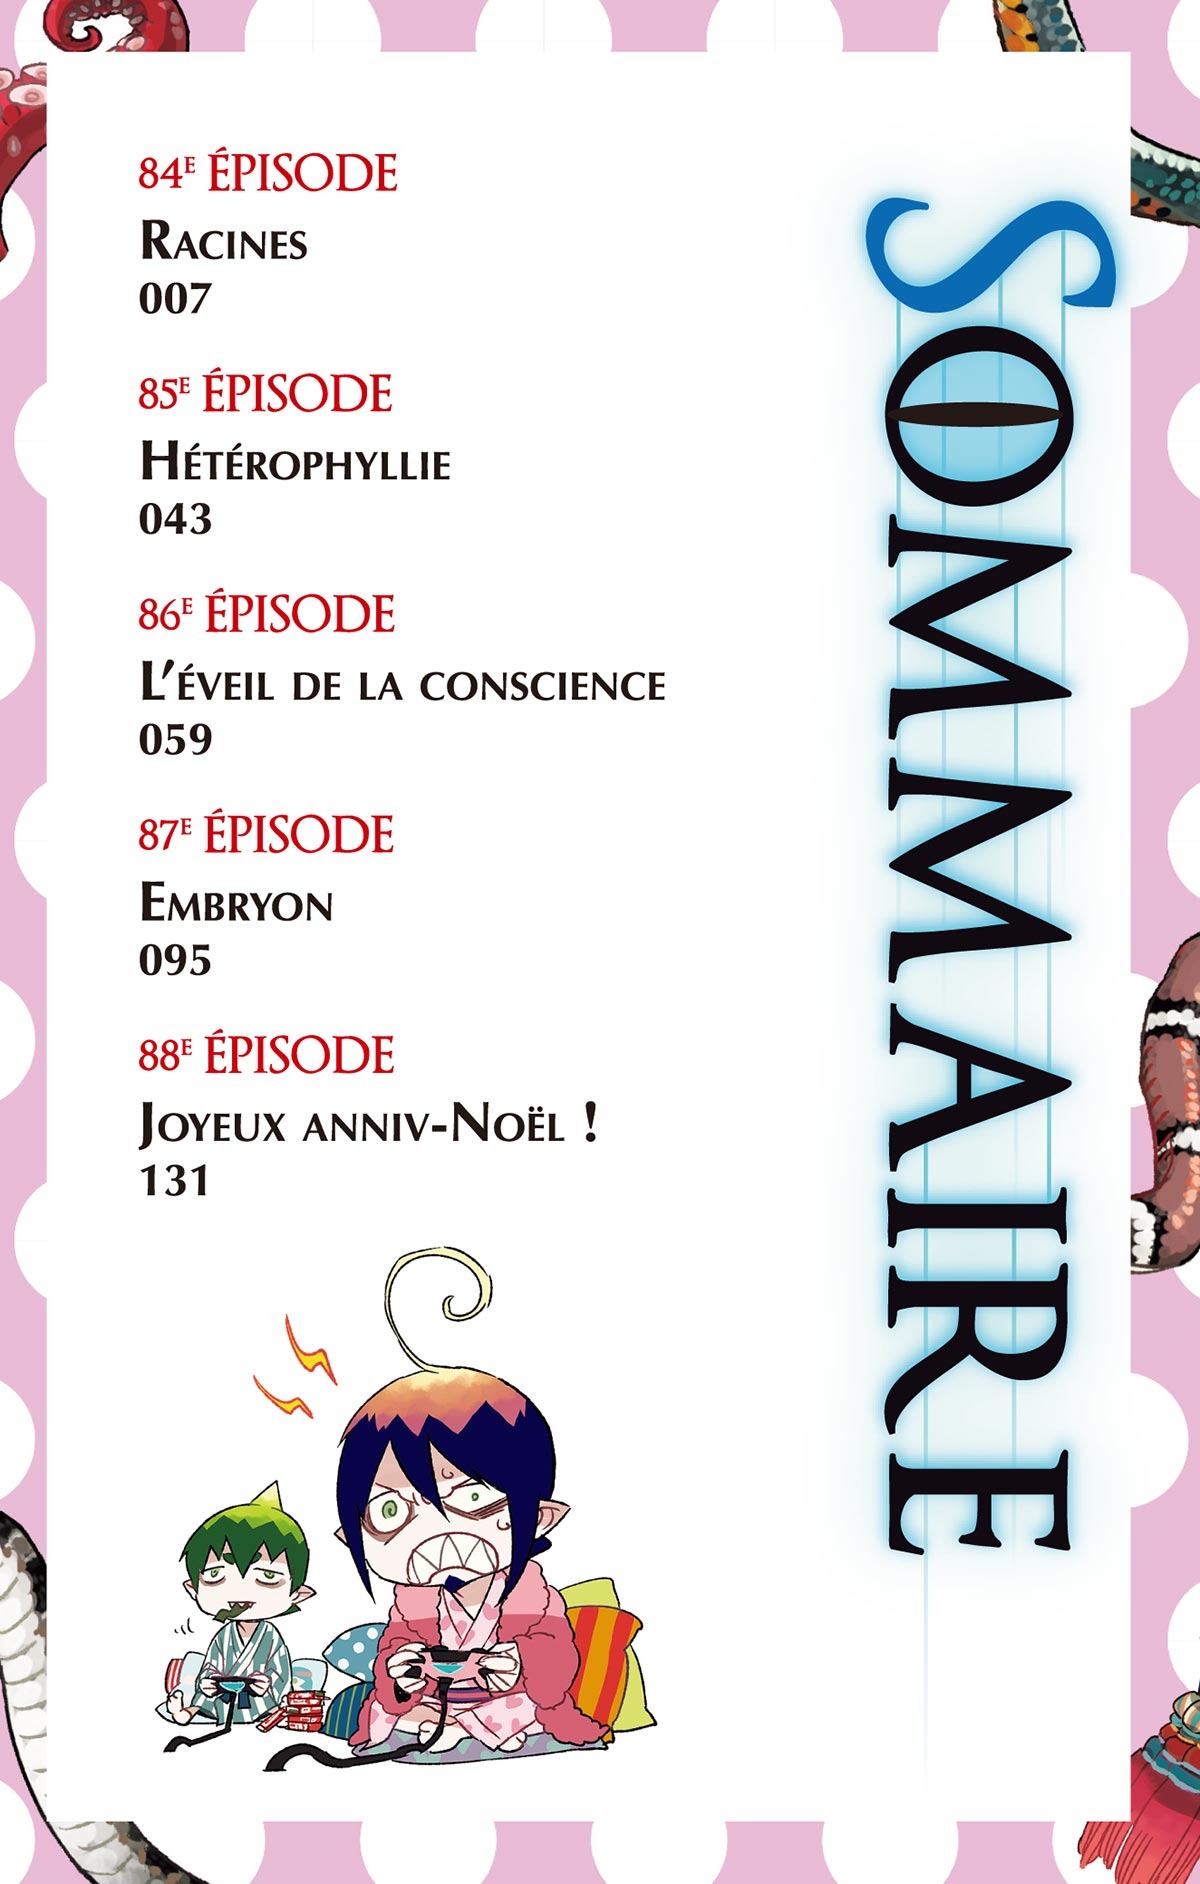 SOMMAIRE
84E ÉPISODE
RACINES
007
85E ÉPISODE
HÉTÉROPHYLLIE
043
86E ÉPISODE
L'ÉVEIL DE LA CONSCIENCE
059
87E ÉPISODE
EMBRYON
095
88E ÉPISODE
JOYEUX ANNIV-NOËL !
131